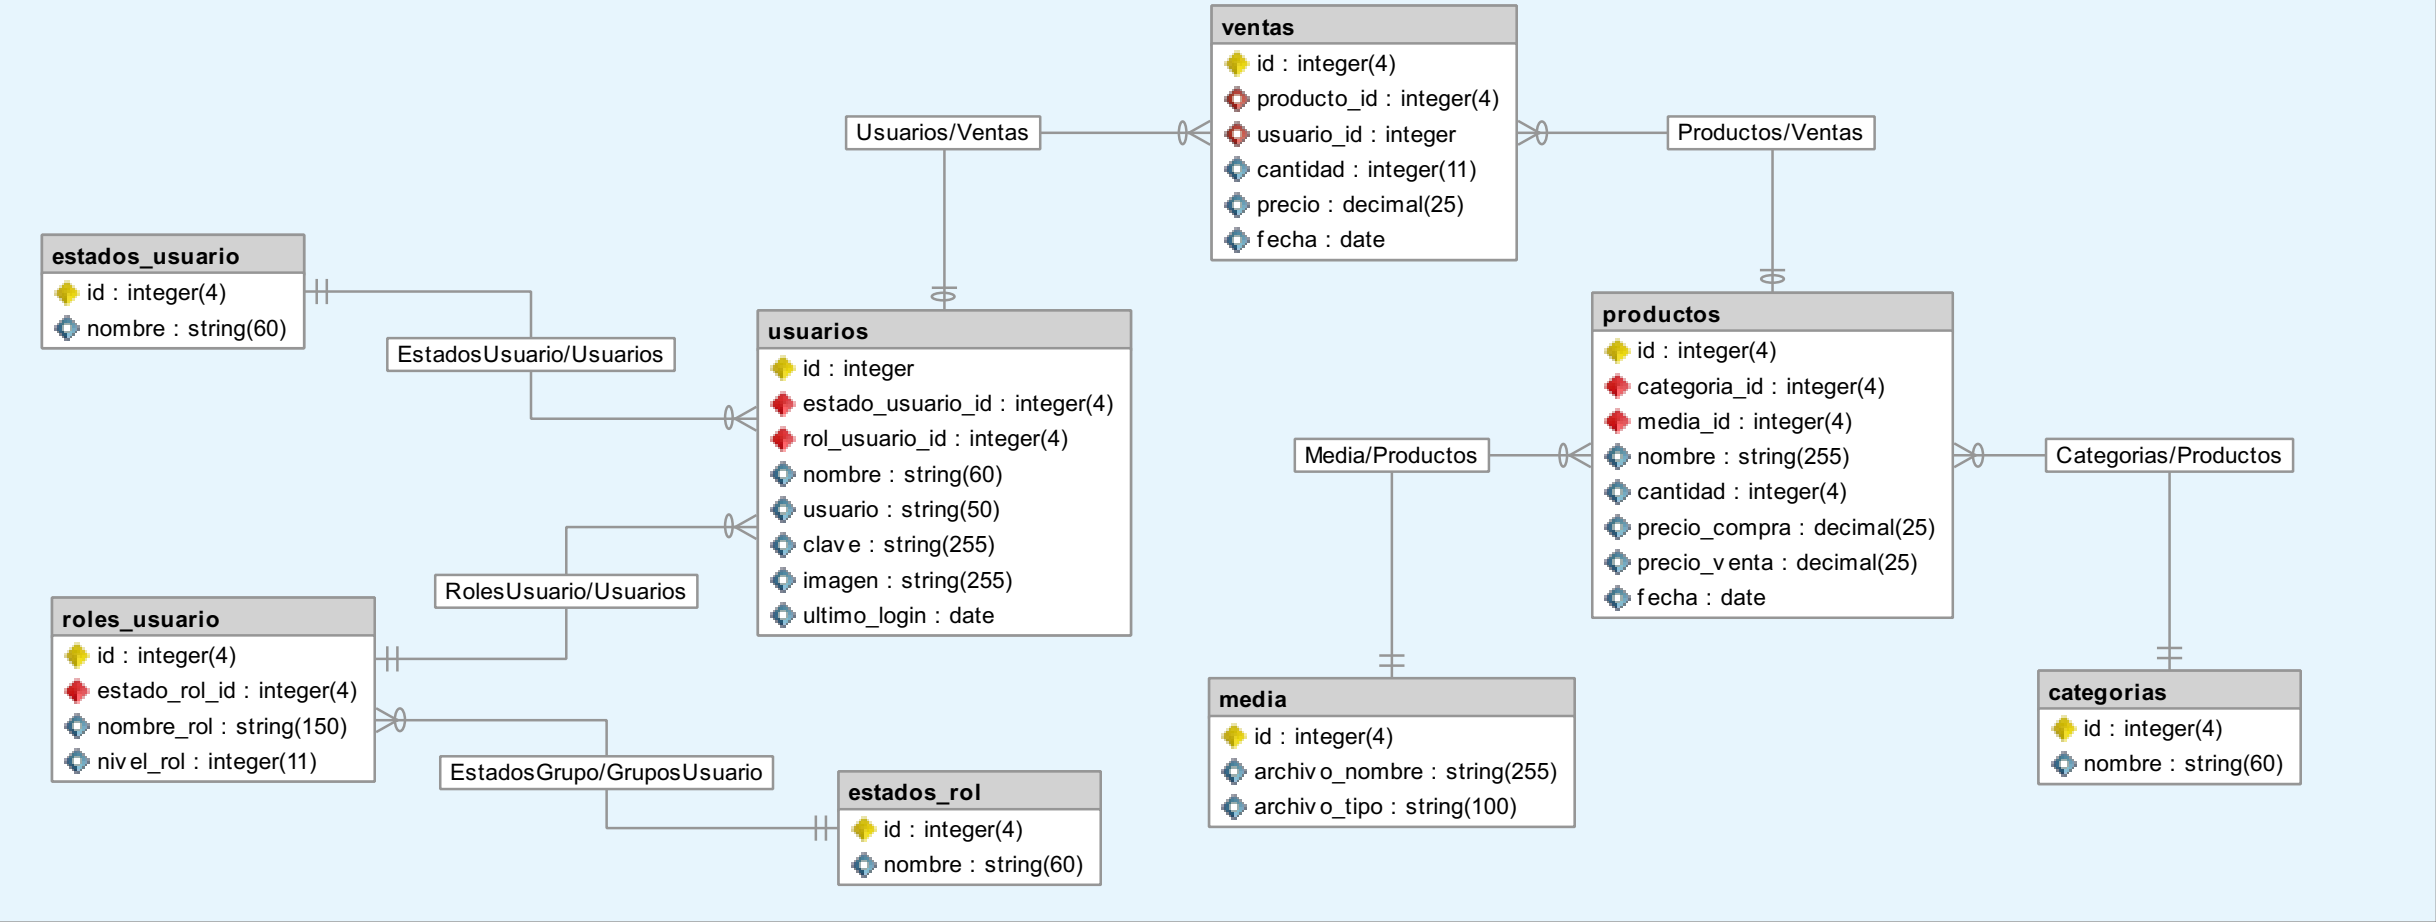 ventas
id : integer(4)
producto_id : integer(4)
usuario_id : integer
cantidad : integer(11)
precio : decimal(25)
fecha : date
Usuarios/Ventas
Productos/Ventas
estados_usuario
id : integer(4)
nombre : string(60)
EstadosUsuario/Usuarios
usuarios
id : integer
estado_usuario_id : integer(4)
rol_usuario_id : integer(4)
nombre : string(60)
usuario : string(50)
clave : string(255)
imagen : string(255)
ultimo_login : date
productos
id : integer(4)
categoria_id : integer(4)
media_id : integer(4)
nombre : string(255)
cantidad : integer(4)
precio_compra : decimal(25)
precio_venta : decimal(25)
fecha : date
Media/Productos
Categorias/Productos
RolesUsuario/Usuarios
roles_usuario
id : integer(4)
estado_rol_id : integer(4)
nombre_rol : string(150)
nivel_rol : integer(11)
EstadosGrupo/GruposUsuario
estados_rol
id : integer(4)
nombre : string(60)
media
id : integer(4)
archivo_nombre : string(255)
archivo_tipo : string(100)
categorias
id : integer(4)
nombre : string(60)